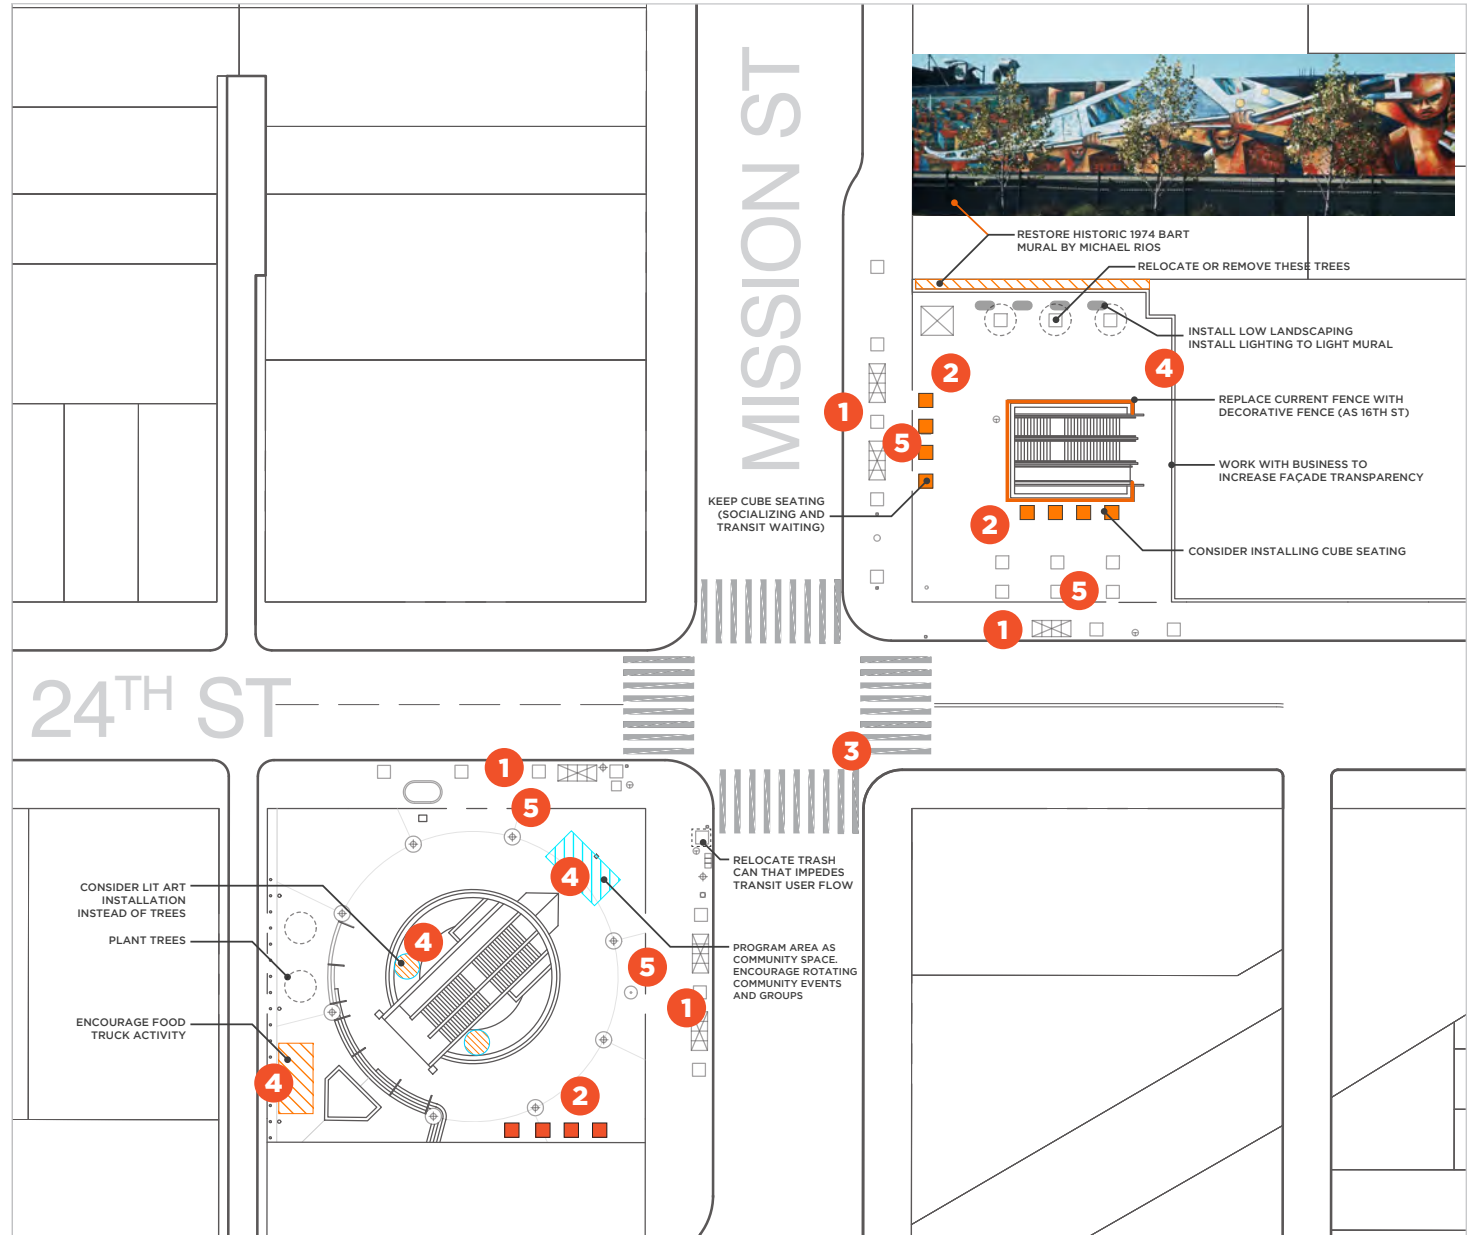 MISSION ST
RESTORE HISTORIC 1974 BART
MURAL BY MICHAEL RIOS
RELOCATE OR REMOVE THESE TREES
INSTALL LOW LANDSCAPING
INSTALL LIGHTING TO LIGHT MURAL
4
2
REPLACE CURRENT FENCE WITH
DECORATIVE FENCE (AS 16TH ST)
1
5
WORK WITH BUSINESS TO
INCREASE FAÇADE TRANSPARENCY
KEEP CUBE SEATING
(SOCIALIZING AND
TRANSIT WAITING)
2
CONSIDER INSTALLING CUBE SEATING
5
1
24TH ST
3
1
5
RELOCATE TRASH
CAN THAT IMPEDES
TRANSIT USER FLOW
4
CONSIDER LIT ART
INSTALLATION
INSTEAD OF TREES
PLANT TREES
4
PROGRAM AREA AS
COMMUNITY SPACE.
ENCOURAGE ROTATING
COMMUNITY EVENTS
AND GROUPS
5
1
ENCOURAGE FOOD
TRUCK ACTIVITY
4
2